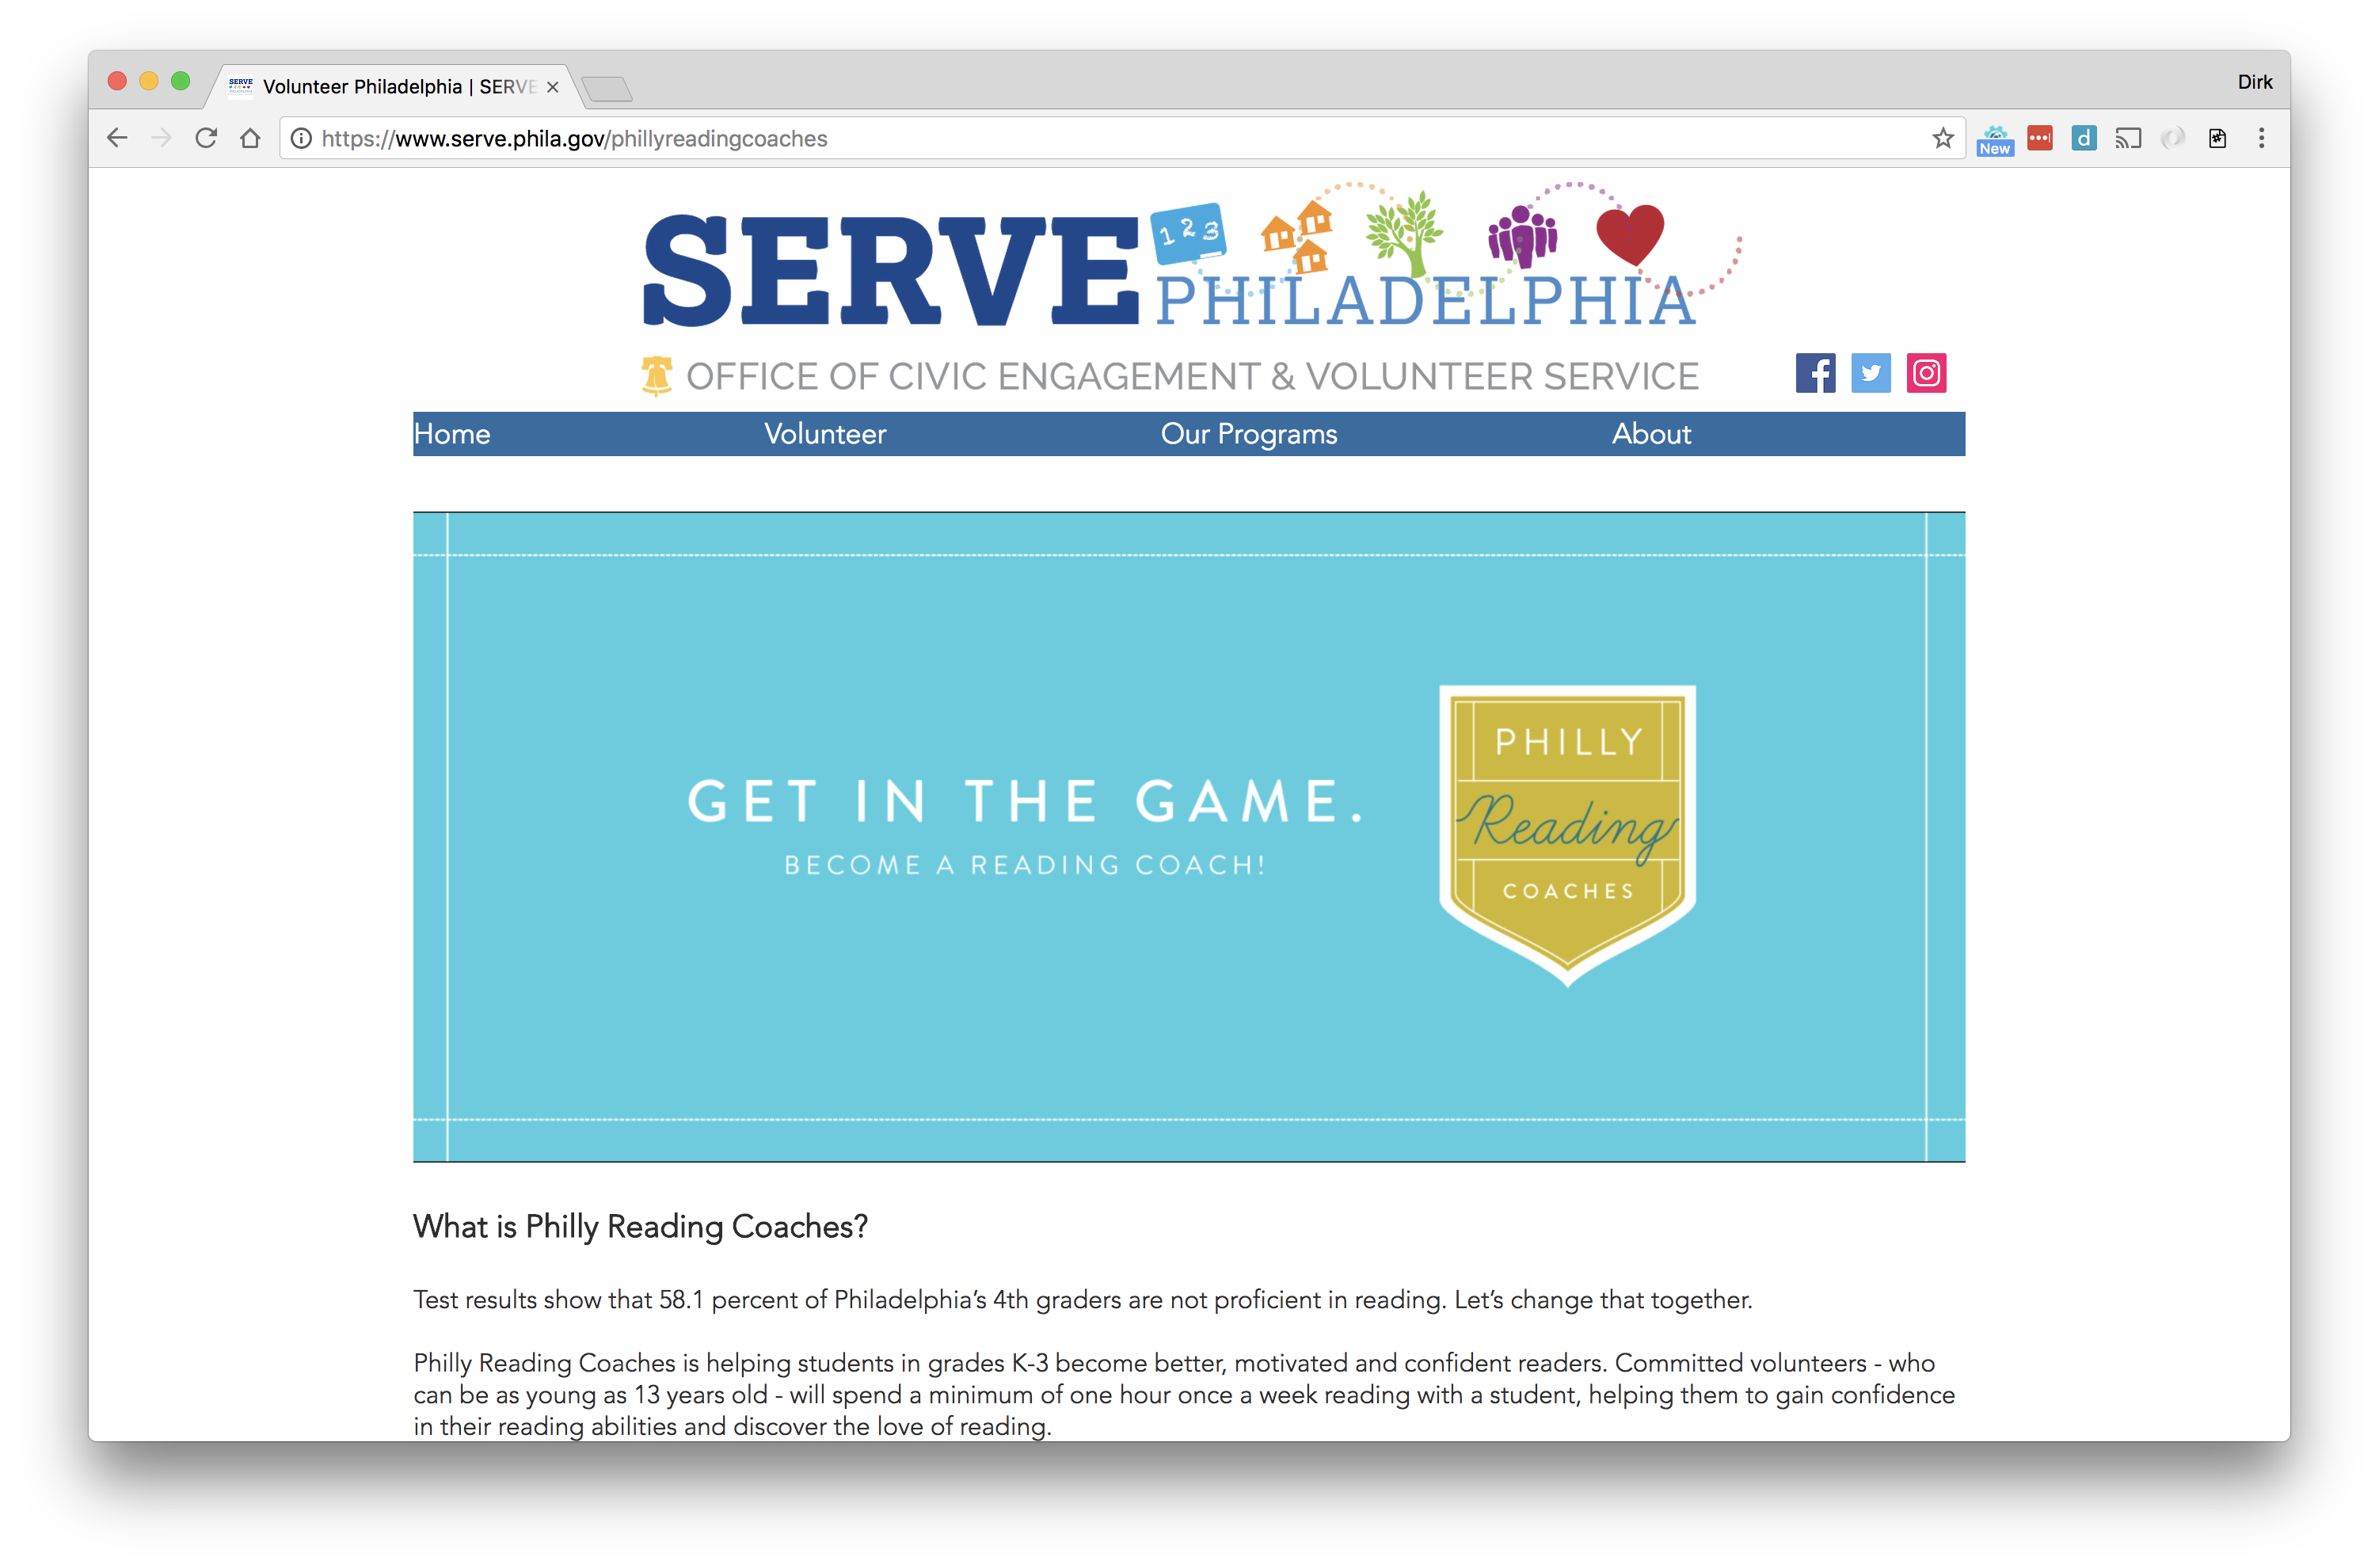 SERVE Volunteer Philadelphia | SERVE
Dirk
https://www.serve.phila.gov/phillyreadingcoaches
New
d
SERVE
1 2 3
PHILADELPHIA
OFFICE OF CIVIC ENGAGEMENT & VOLUNTEER SERVICE
Home Volunteer Our Programs About
GET IN THE GAME.
BECOME A READING COACH!
PHILLY
Reading
COACHES
What is Philly Reading Coaches?
Test results show that 58.1 percent of Philadelphia’s 4th graders are not proficient in reading. Let’s change that together.
Philly Reading Coaches is helping students in grades K-3 become better, motivated and confident readers. Committed volunteers - who
can be as young as 13 years old - will spend a minimum of one hour once a week reading with a student, helping them to gain confidence
in their reading abilities and discover the love of reading.